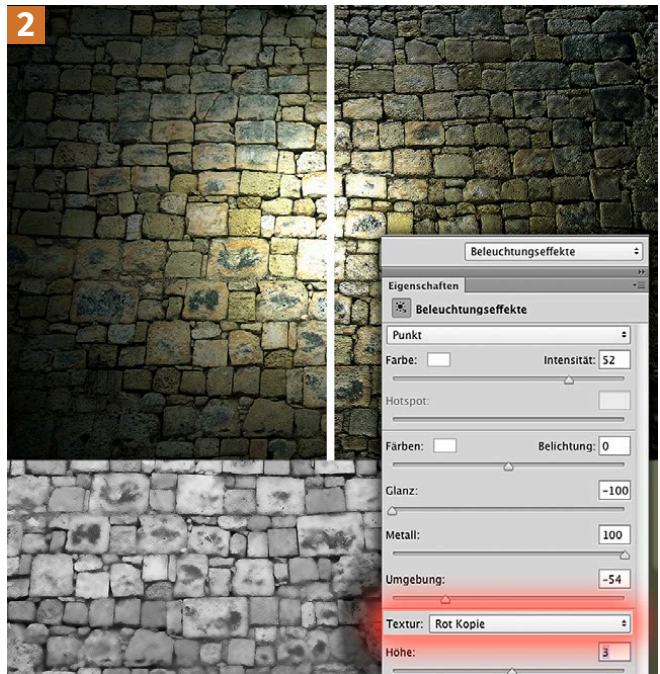 2
Beleuchtungseffekte
Eigenschaften
Beleuchtungseffekte
Punkt
Farbe: Intensität: 52
Hotspot:
Färben: Belichtung: 0
Glanz: -100
Metall: 100
Umgebung: -54
Textur: Rot Kopie
Höhe: 3